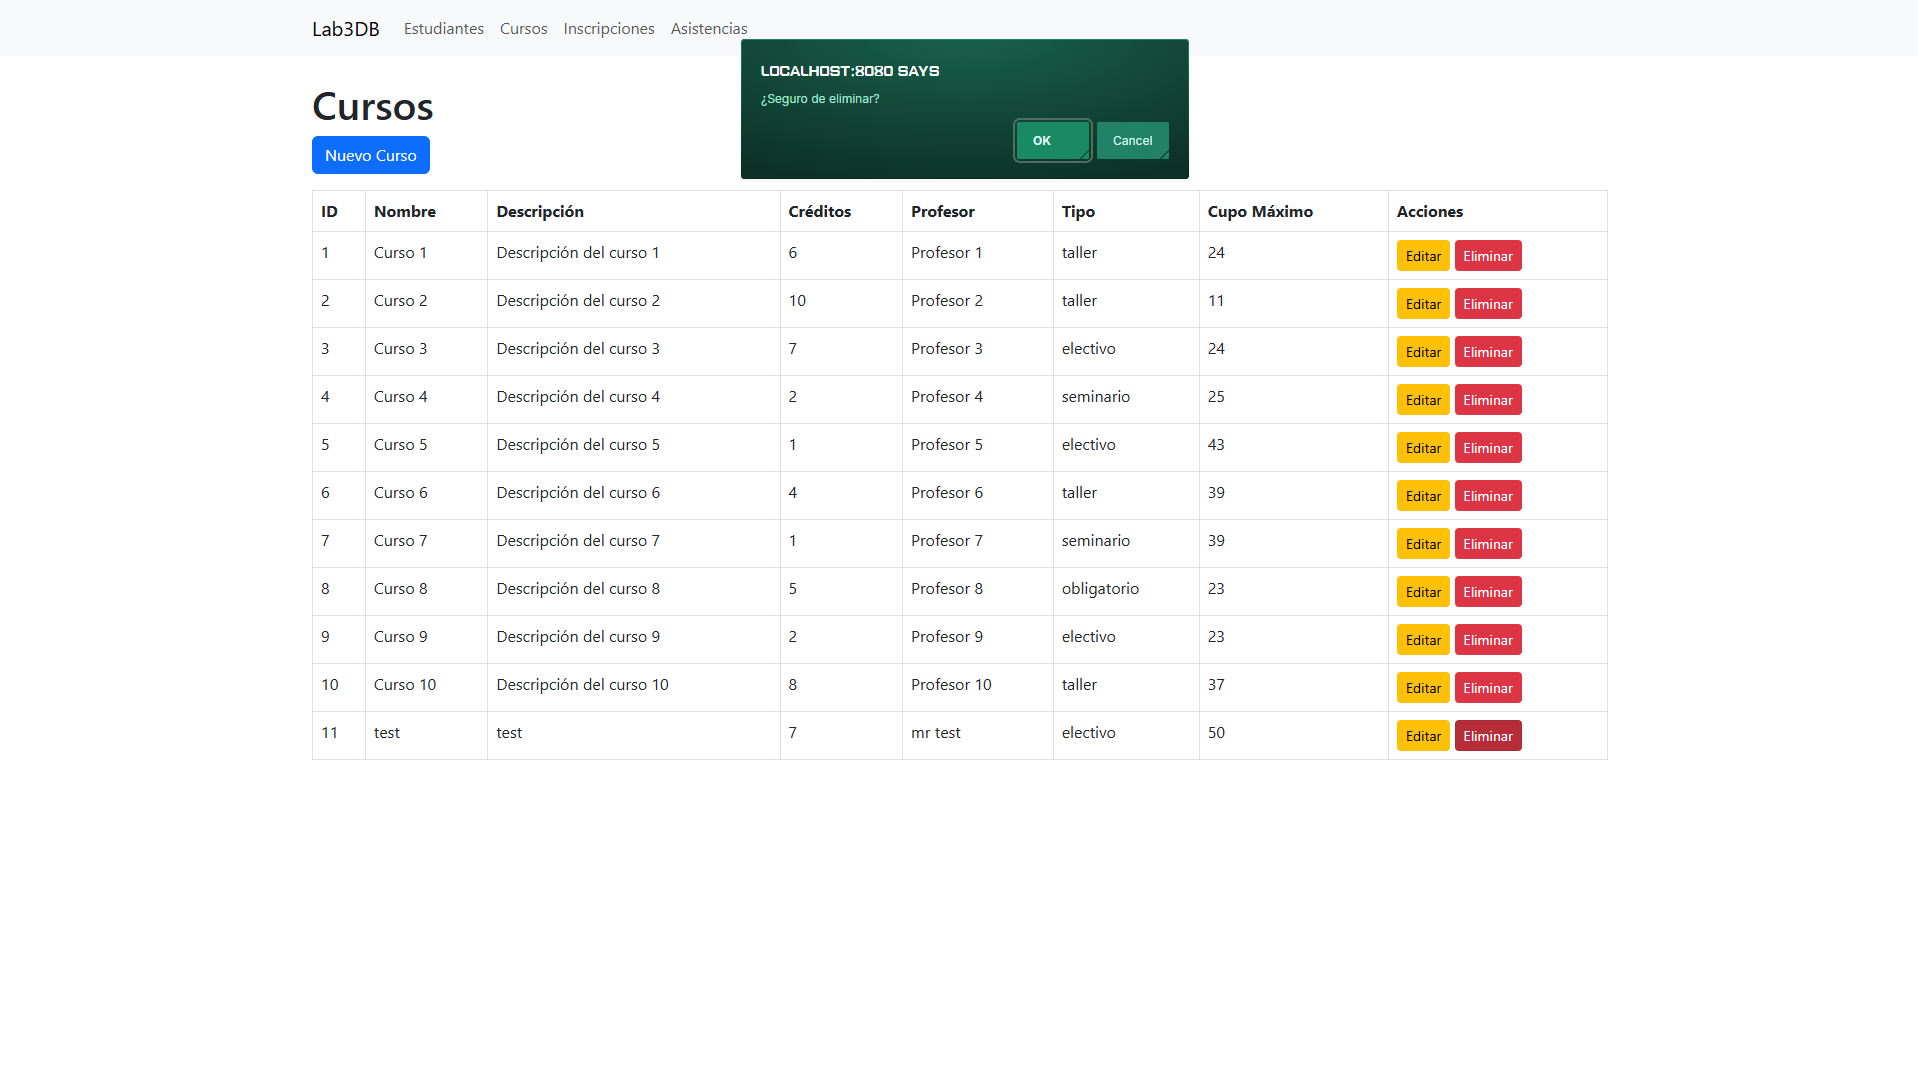 Lab3DB Estudiantes Cursos Inscripciones Asistencias
LOCALHOST:8080 SAYS
¿Seguro de eliminar?
OK Cancel
Cursos
Nuevo Curso
ID Nombre Descripción Créditos Profesor Tipo Cupo Máximo Acciones
1 Curso 1 Descripción del curso 1 6 Profesor 1 taller 24 Editar Eliminar
2 Curso 2 Descripción del curso 2 10 Profesor 2 taller 11 Editar Eliminar
3 Curso 3 Descripción del curso 3 7 Profesor 3 electivo 24 Editar Eliminar
4 Curso 4 Descripción del curso 4 2 Profesor 4 seminario 25 Editar Eliminar
5 Curso 5 Descripción del curso 5 1 Profesor 5 electivo 43 Editar Eliminar
6 Curso 6 Descripción del curso 6 4 Profesor 6 taller 39 Editar Eliminar
7 Curso 7 Descripción del curso 7 1 Profesor 7 seminario 39 Editar Eliminar
8 Curso 8 Descripción del curso 8 5 Profesor 8 obligatorio 23 Editar Eliminar
9 Curso 9 Descripción del curso 9 2 Profesor 9 electivo 23 Editar Eliminar
10 Curso 10 Descripción del curso 10 8 Profesor 10 taller 37 Editar Eliminar
11 test test 7 mr test electivo 50 Editar Eliminar